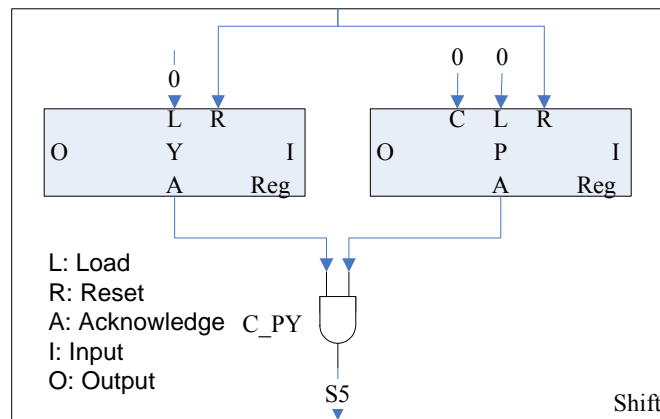 0 0 0
L R C L R
O Y I O P I
A Reg A Reg
L: Load
R: Reset
A: Acknowledge C_PY
I: Input
O: Output
S5
Shift